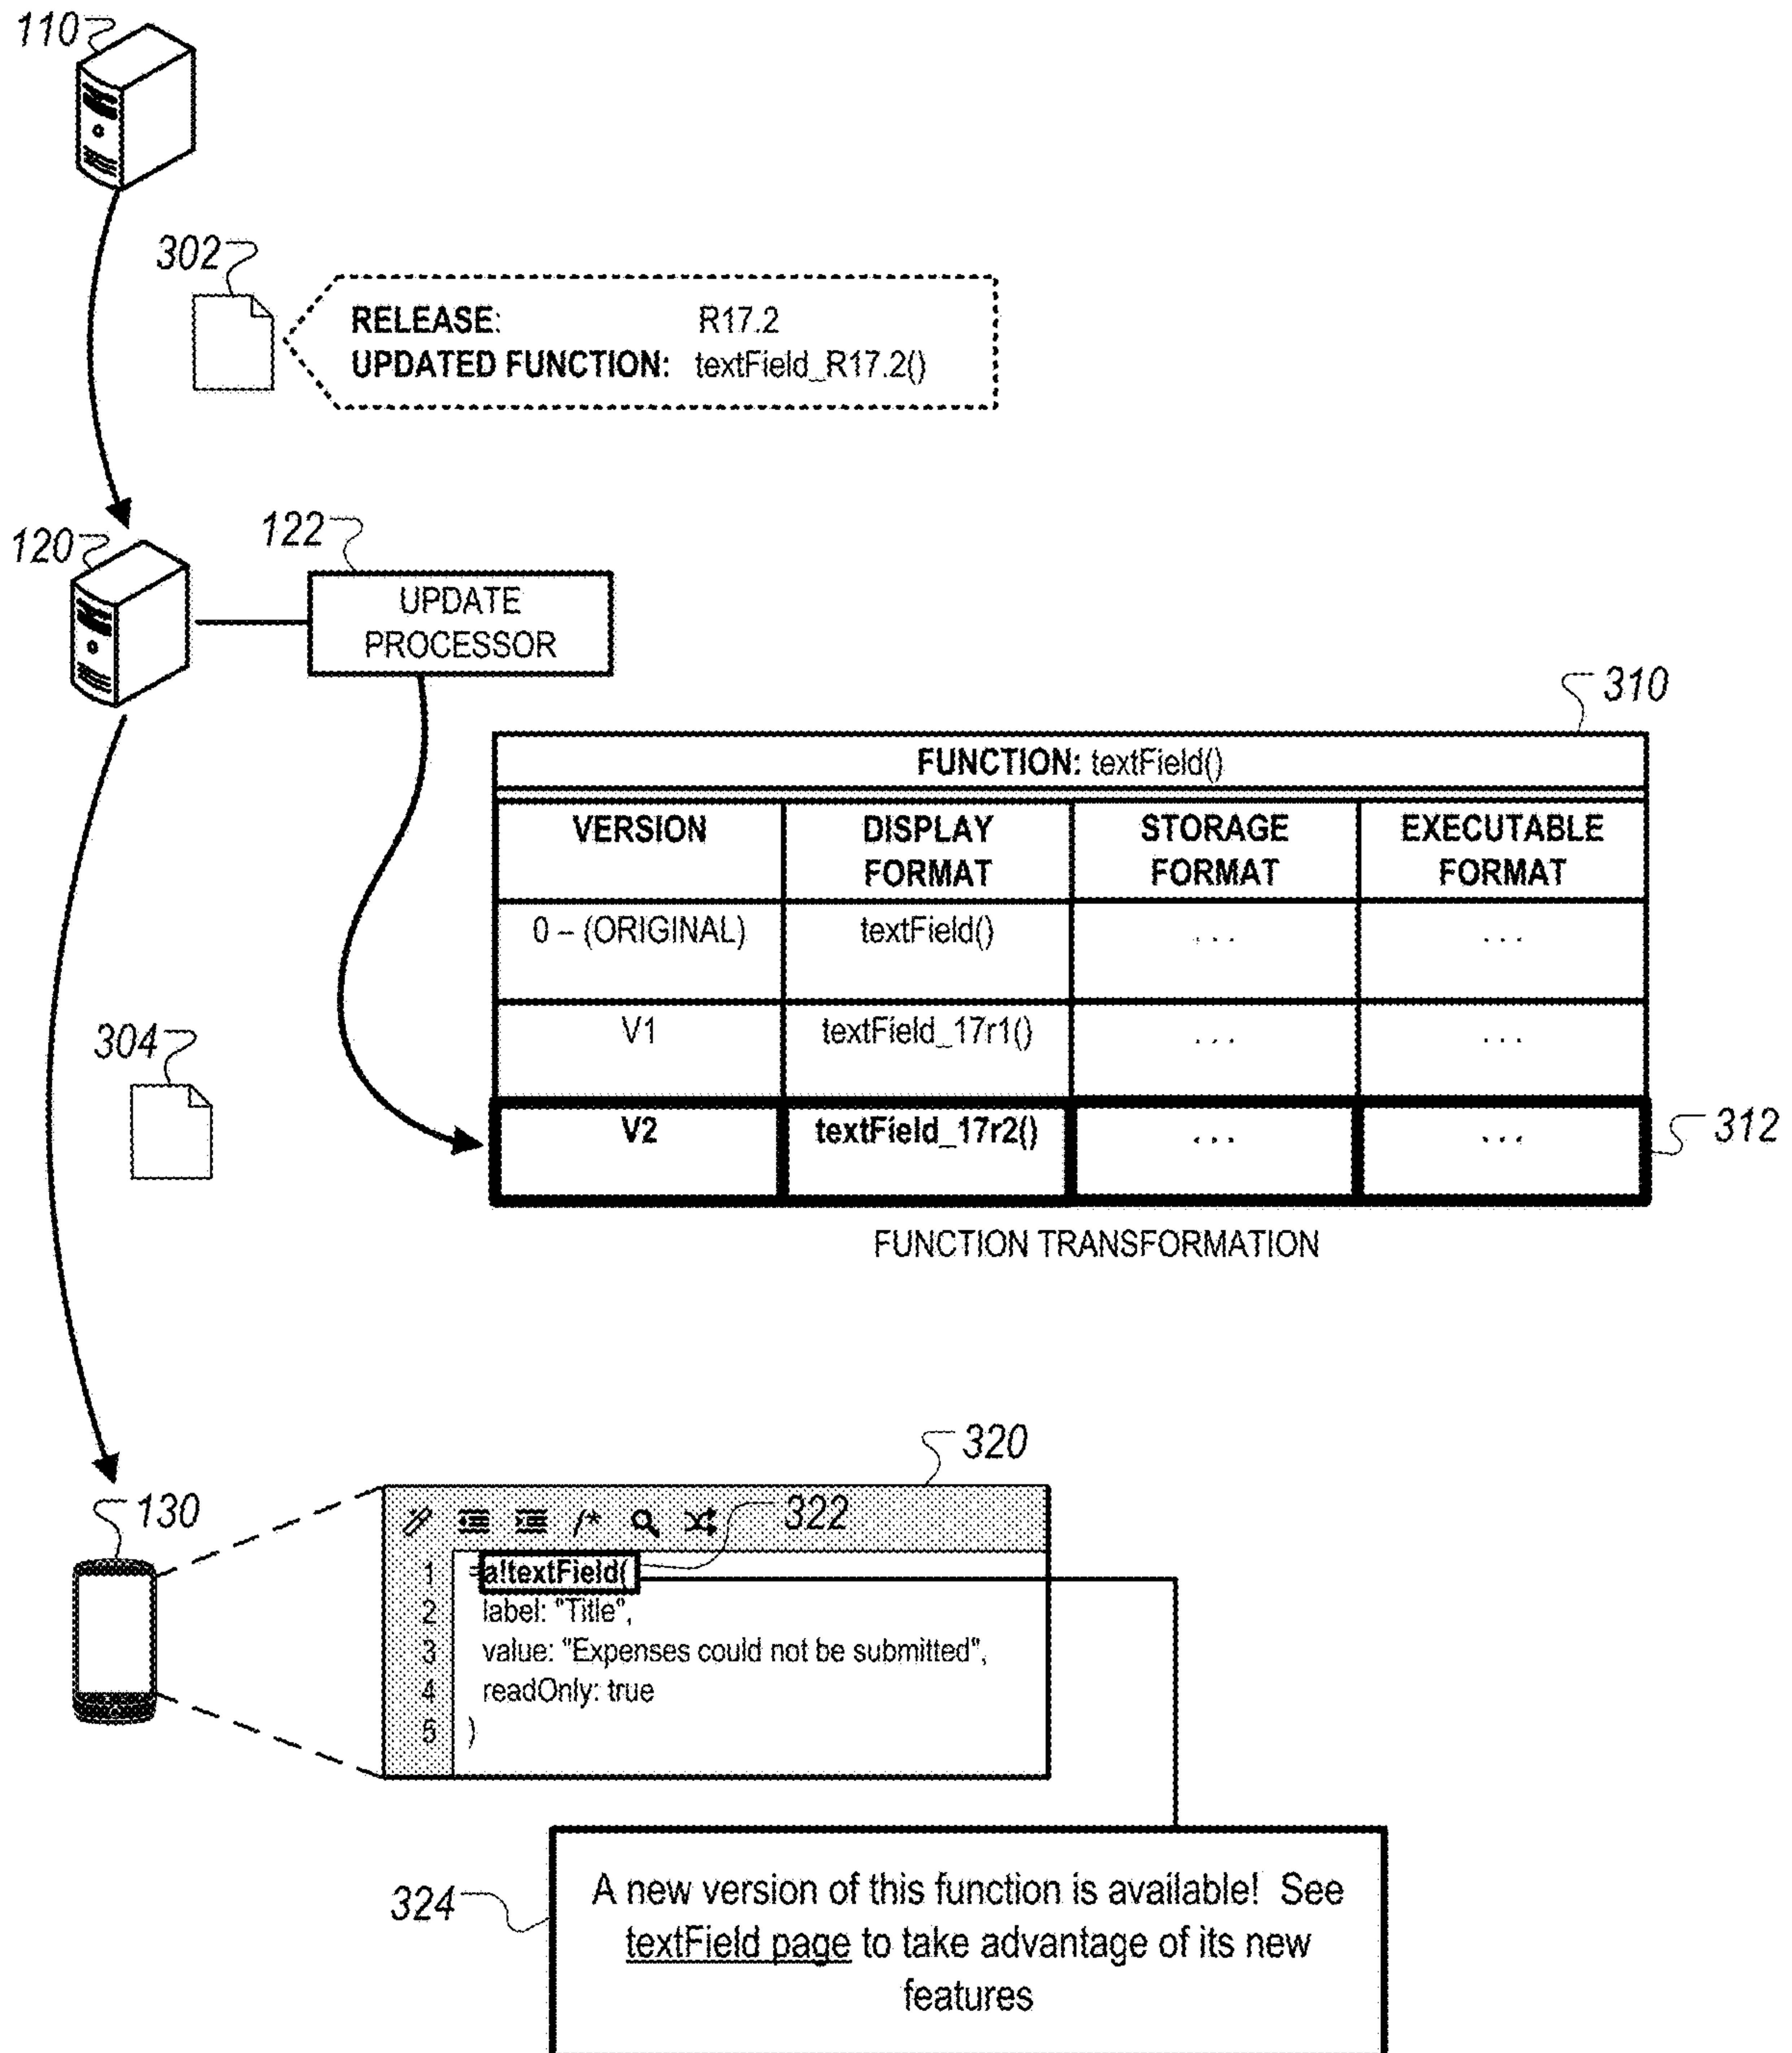 110
302
RELEASE: R17.2
UPDATED FUNCTION: textField_R17.2()
120
122
UPDATE
PROCESSOR
310
FUNCTION: textField()
VERSION DISPLAY FORMAT STORAGE FORMAT EXECUTABLE FORMAT
0 – (ORIGINAL) textField() ... ...
V1 textField_17r1() ... ...
V2 textField_17r2() ... ...
312
FUNCTION TRANSFORMATION
304
320
130
/*
322
1 =a!textField(
2 label: "Title",
3 value: "Expenses could not be submitted",
4 readOnly: true
5 )
324
A new version of this function is available! See
textField page to take advantage of its new
features